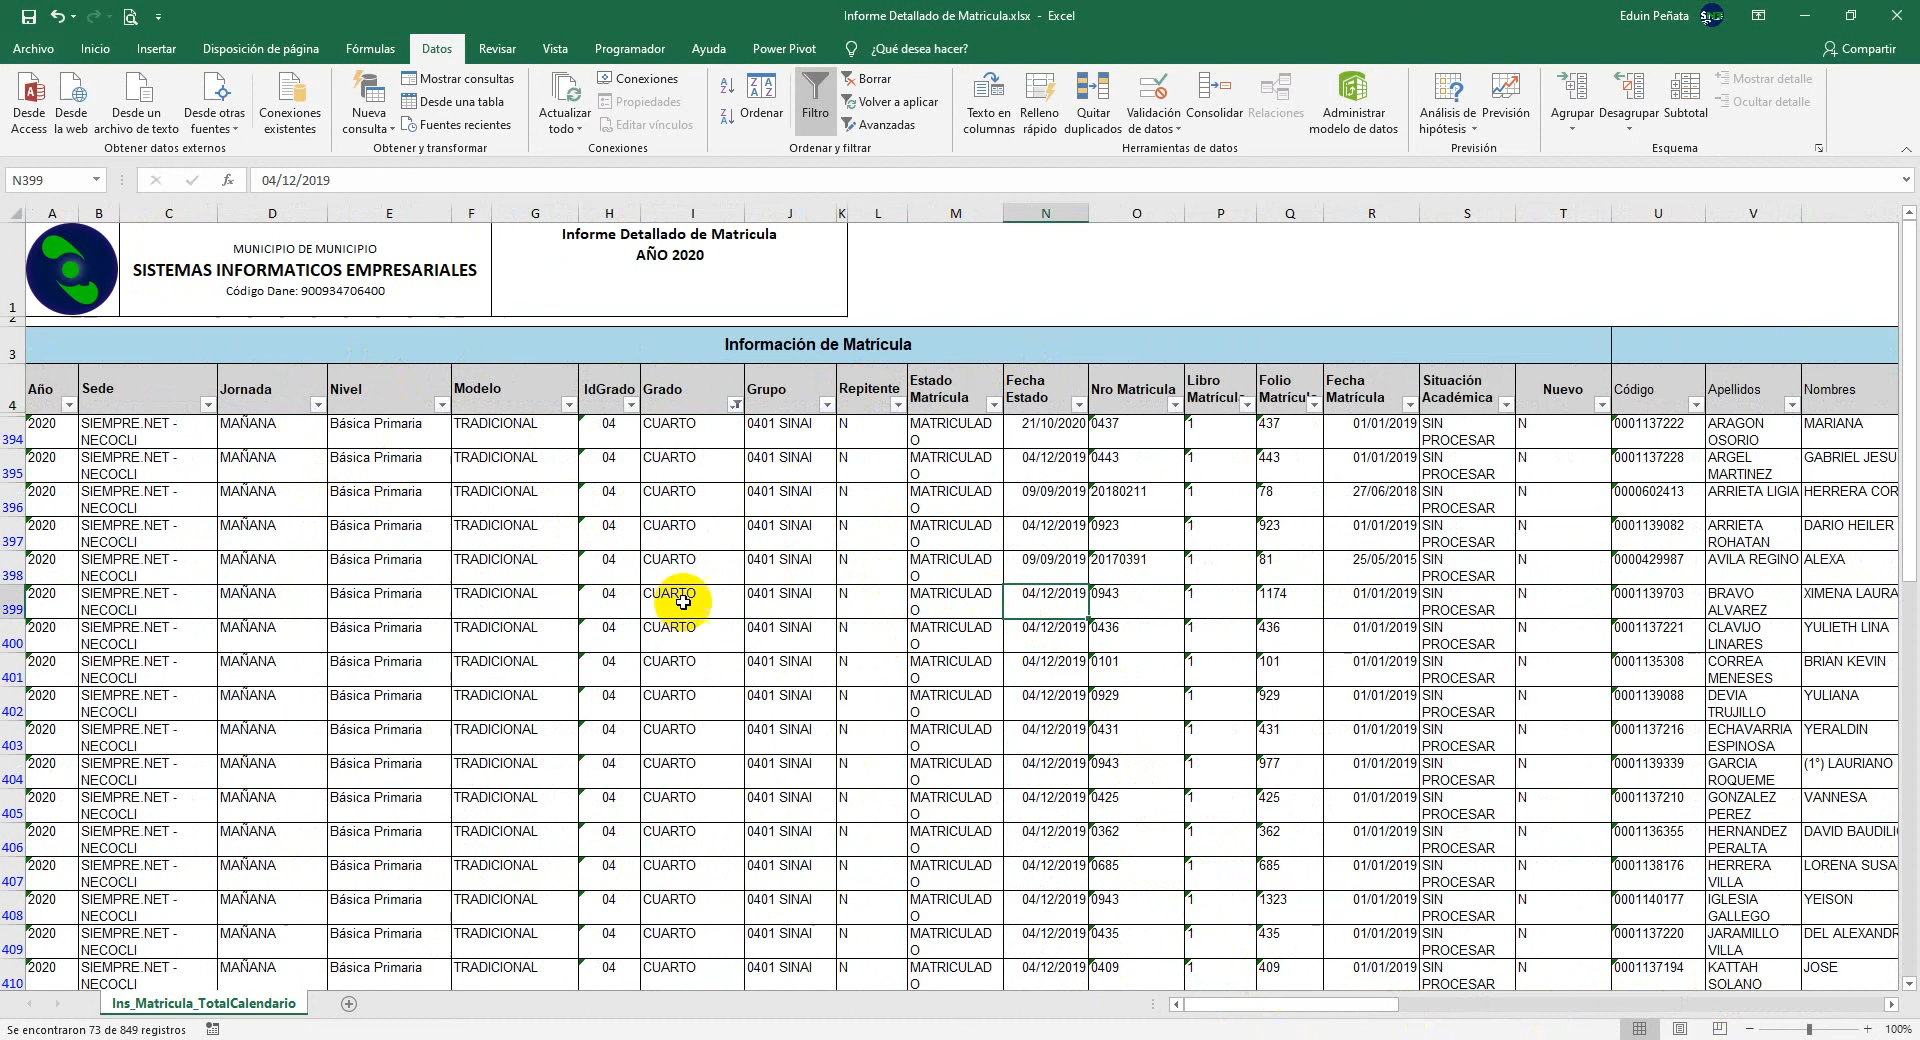 Informe Detallado de Matricula.xlsx - Excel
Eduin Peñata
Archivo Inicio Insertar Disposición de página Fórmulas Datos Revisar Vista Programador Ayuda Power Pivot ¿Qué desea hacer? Compartir
Desde Access
Desde la web
Desde un archivo de texto
Desde otras fuentes
Conexiones existentes
Obtener datos externos
Nueva consulta
Mostrar consultas
Desde una tabla
Fuentes recientes
Obtener y transformar
Actualizar todo
Conexiones
Propiedades
Editar vínculos
Conexiones
Ordenar
Filtro
Borrar
Volver a aplicar
Avanzadas
Ordenar y filtrar
Texto en columnas
Relleno rápido
Quitar duplicados
Validación de datos
Consolidar
Relaciones
Administrar modelo de datos
Herramientas de datos
Análisis de hipótesis
Previsión
Previsión
Agrupar
Desagrupar
Subtotal
Mostrar detalle
Ocultar detalle
Esquema
N399 fx 04/12/2019
A B C D E F G H I J K L M N O P Q R S T U V
1
MUNICIPIO DE MUNICIPIO
SISTEMAS INFORMATICOS EMPRESARIALES
Código Dane: 900934706400
Informe Detallado de Matricula
AÑO 2020
2
3 Información de Matrícula
4 Año Sede Jornada Nivel Modelo IdGrado Grado Grupo Repitente Estado Matrícula Fecha Estado Nro Matricula Libro Folio Fecha Matrícula Situación Académica Nuevo Código Apellidos Nombres
394 2020 SIEMPRE.NET - NECOCLI MAÑANA Básica Primaria TRADICIONAL 04 CUARTO 0401 SINAI N MATRICULADO 21/10/2020 0437 1 437 01/01/2019 SIN PROCESAR N 0001137222 ARAGON OSORIO MARIANA
395 2020 SIEMPRE.NET - NECOCLI MAÑANA Básica Primaria TRADICIONAL 04 CUARTO 0401 SINAI N MATRICULADO 04/12/2019 0443 1 443 01/01/2019 SIN PROCESAR N 0001137228 ARGEL MARTINEZ GABRIEL JESU
396 2020 SIEMPRE.NET - NECOCLI MAÑANA Básica Primaria TRADICIONAL 04 CUARTO 0401 SINAI N MATRICULADO 09/09/2019 20180211 1 78 27/06/2018 SIN PROCESAR N 0000602413 ARRIETA LIGIA HERRERA COR
397 2020 SIEMPRE.NET - NECOCLI MAÑANA Básica Primaria TRADICIONAL 04 CUARTO 0401 SINAI N MATRICULADO 04/12/2019 0923 1 923 01/01/2019 SIN PROCESAR N 0001139082 ARRIETA ROHATAN DARIO HEILER
398 2020 SIEMPRE.NET - NECOCLI MAÑANA Básica Primaria TRADICIONAL 04 CUARTO 0401 SINAI N MATRICULADO 09/09/2019 20170391 1 81 25/05/2015 SIN PROCESAR N 0000429987 AVILA REGINO ALEXA
399 2020 SIEMPRE.NET - NECOCLI MAÑANA Básica Primaria TRADICIONAL 04 CUARTO 0401 SINAI N MATRICULADO 04/12/2019 0943 1 1174 01/01/2019 SIN PROCESAR N 0001139703 BRAVO ALVAREZ XIMENA LAURA
400 2020 SIEMPRE.NET - NECOCLI MAÑANA Básica Primaria TRADICIONAL 04 CUARTO 0401 SINAI N MATRICULADO 04/12/2019 0436 1 436 01/01/2019 SIN PROCESAR N 0001137221 CLAVIJO LINARES YULIETH LINA
401 2020 SIEMPRE.NET - NECOCLI MAÑANA Básica Primaria TRADICIONAL 04 CUARTO 0401 SINAI N MATRICULADO 04/12/2019 0101 1 101 01/01/2019 SIN PROCESAR N 0001135308 CORREA MENESES BRIAN KEVIN
402 2020 SIEMPRE.NET - NECOCLI MAÑANA Básica Primaria TRADICIONAL 04 CUARTO 0401 SINAI N MATRICULADO 04/12/2019 0929 1 929 01/01/2019 SIN PROCESAR N 0001139088 DEVIA TRUJILLO YULIANA
403 2020 SIEMPRE.NET - NECOCLI MAÑANA Básica Primaria TRADICIONAL 04 CUARTO 0401 SINAI N MATRICULADO 04/12/2019 0431 1 431 01/01/2019 SIN PROCESAR N 0001137216 ECHAVARRIA ESPINOSA YERALDIN
404 2020 SIEMPRE.NET - NECOCLI MAÑANA Básica Primaria TRADICIONAL 04 CUARTO 0401 SINAI N MATRICULADO 04/12/2019 0943 1 977 01/01/2019 SIN PROCESAR N 0001139339 GARCIA ROQUEME (1°) LAURIANO
405 2020 SIEMPRE.NET - NECOCLI MAÑANA Básica Primaria TRADICIONAL 04 CUARTO 0401 SINAI N MATRICULADO 04/12/2019 0425 1 425 01/01/2019 SIN PROCESAR N 0001137210 GONZALEZ PEREZ VANNESA
406 2020 SIEMPRE.NET - NECOCLI MAÑANA Básica Primaria TRADICIONAL 04 CUARTO 0401 SINAI N MATRICULADO 04/12/2019 0362 1 362 01/01/2019 SIN PROCESAR N 0001136355 HERNANDEZ PERALTA DAVID BAUDILI
407 2020 SIEMPRE.NET - NECOCLI MAÑANA Básica Primaria TRADICIONAL 04 CUARTO 0401 SINAI N MATRICULADO 04/12/2019 0685 1 685 01/01/2019 SIN PROCESAR N 0001138176 HERRERA VILLA LORENA SUSA
408 2020 SIEMPRE.NET - NECOCLI MAÑANA Básica Primaria TRADICIONAL 04 CUARTO 0401 SINAI N MATRICULADO 04/12/2019 0943 1 1323 01/01/2019 SIN PROCESAR N 0001140177 IGLESIA GALLEGO YEISON
409 2020 SIEMPRE.NET - NECOCLI MAÑANA Básica Primaria TRADICIONAL 04 CUARTO 0401 SINAI N MATRICULADO 04/12/2019 0435 1 435 01/01/2019 SIN PROCESAR N 0001137220 JARAMILLO VILLA DEL ALEXANDR
410 2020 SIEMPRE.NET - NECOCLI MAÑANA Básica Primaria TRADICIONAL 04 CUARTO 0401 SINAI N MATRICULADO 04/12/2019 0409 1 409 01/01/2019 SIN PROCESAR N 0001137194 KATTAH SOLANO JOSE
Ins_Matricula_TotalCalendario
Se encontraron 73 de 849 registros
100%